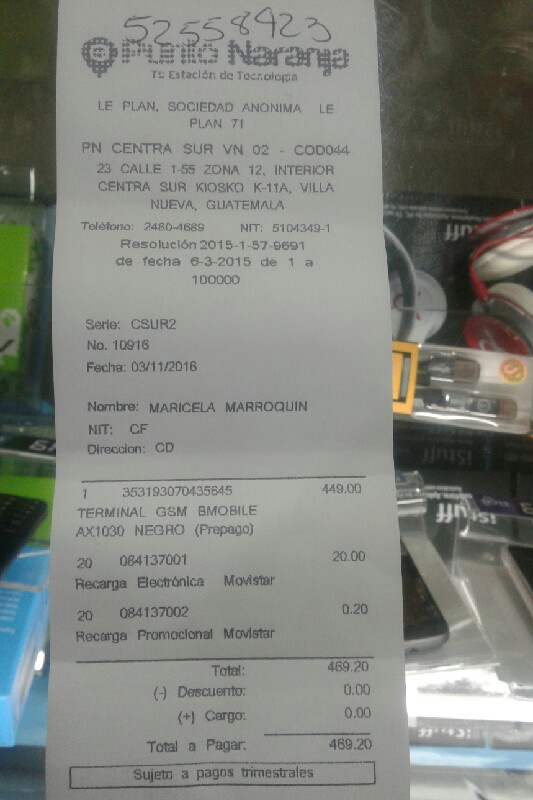 52558423
Punto Naranja
Tu Estación de Tecnología
LE PLAN, SOCIEDAD ANONIMA LE
PLAN 71
PN CENTRA SUR VN 02 - COD044
23 CALLE 1-55 ZONA 12, INTERIOR
CENTRA SUR KIOSKO K-11A, VILLA
NUEVA, GUATEMALA
Teléfono: 2480-4689 NIT: 5104349-1
Resolución 2015-1-57-9691
de fecha 6-3-2015 de 1 a
100000
Serie: CSUR2
No. 10916
Fecha: 03/11/2016
Nombre: MARICELA MARROQUIN
NIT: CF
Direccion: CD
1 353193070435845 449.00
TERMINAL GSM BMOBILE
AX1030 NEGRO (Prepago)
20 084137001 20.00
Recarga Electrónica Movistar
20 084137002 0.20
Recarga Promocional Movistar
Total: 469.20
(-) Descuento: 0.00
(+) Cargo: 0.00
Total a Pagar: 469.20
Sujeto a pagos trimestrales
iStuff
iStuff
iStuff